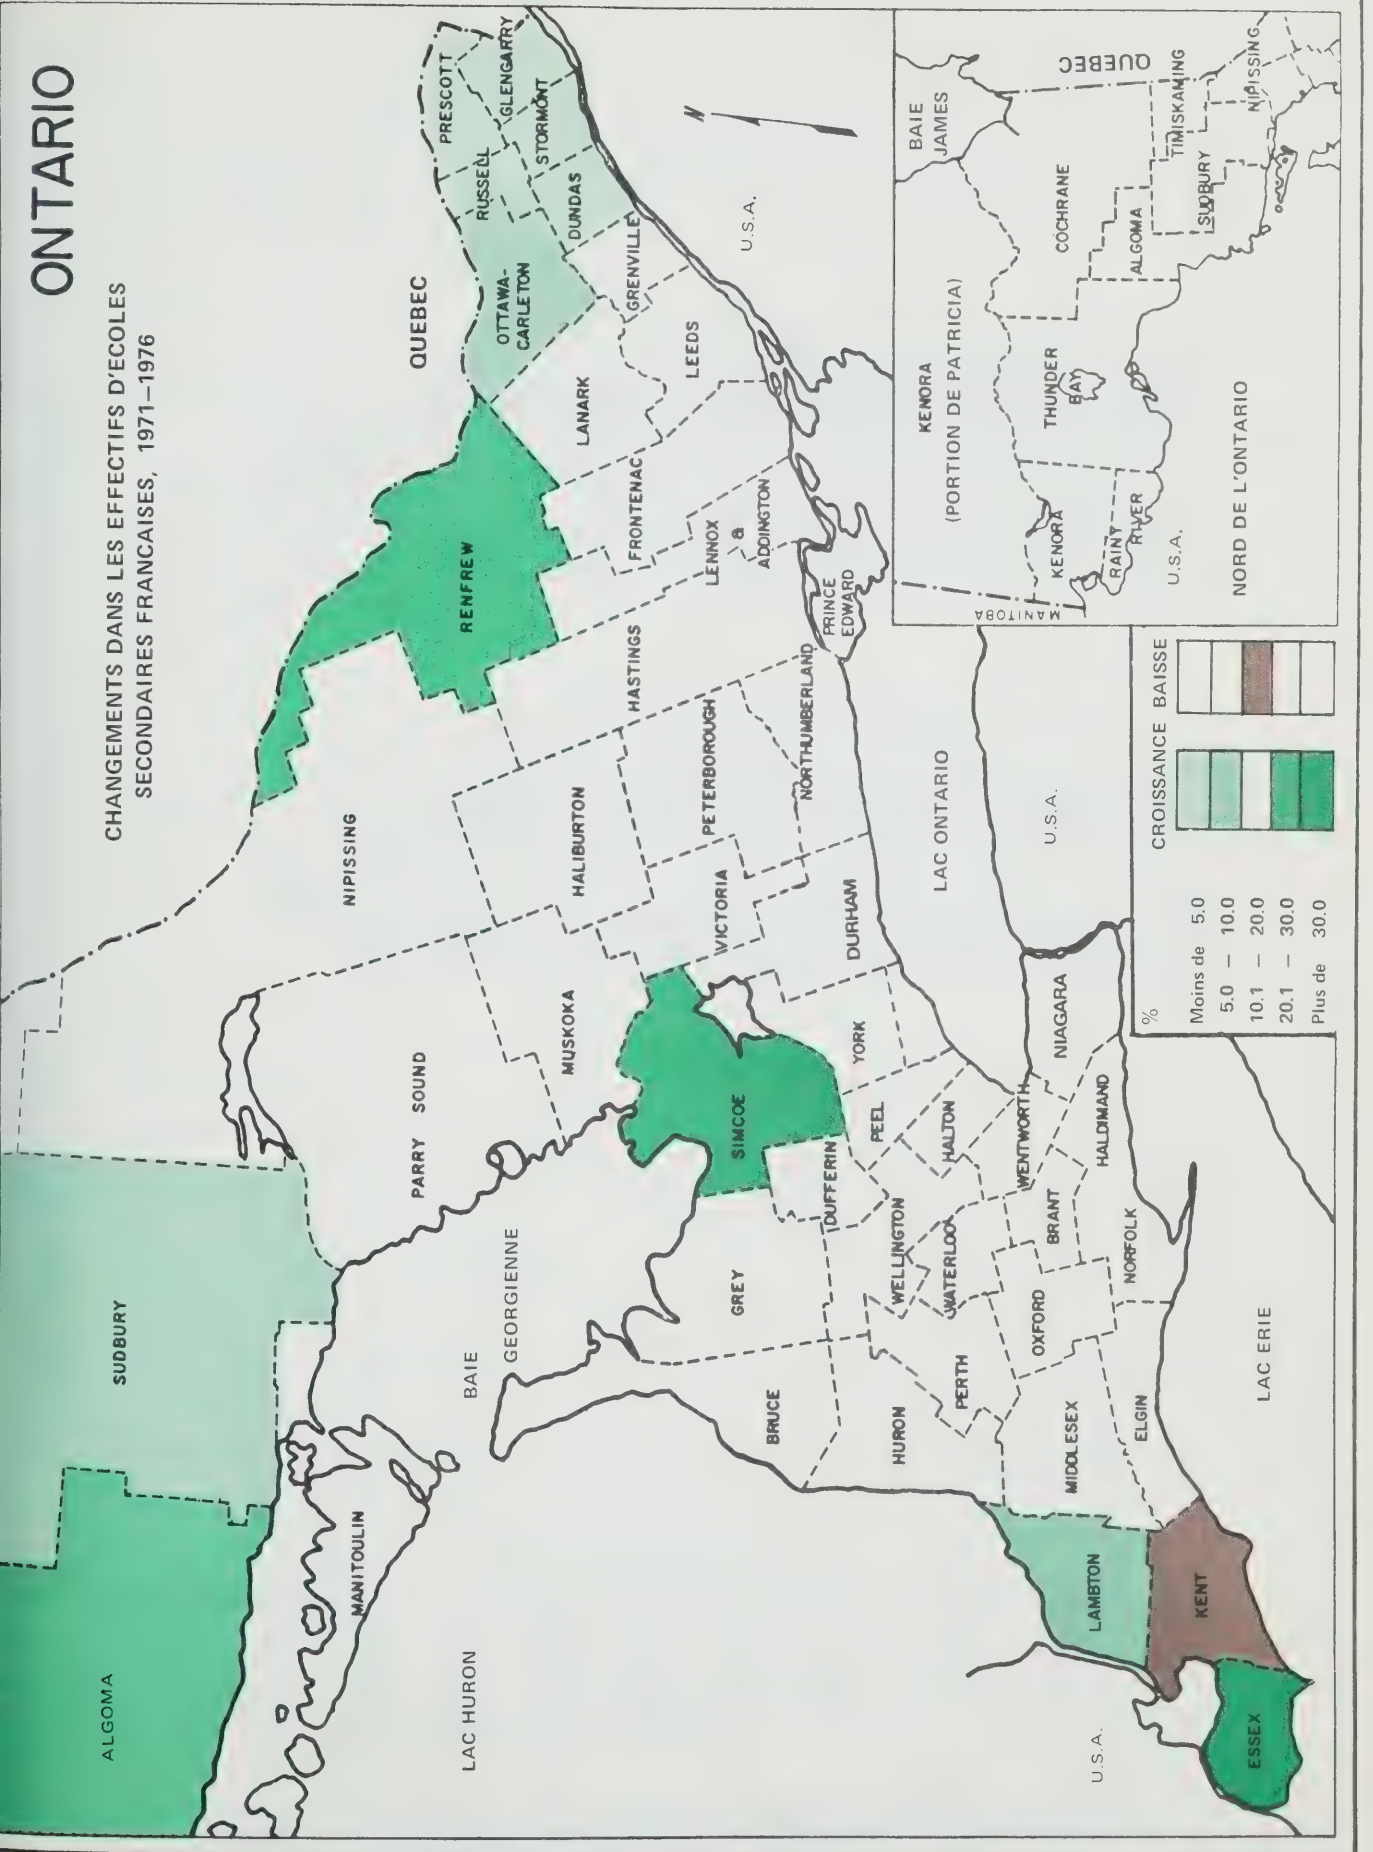 ONTARIO
CHANGEMENTS DANS LES EFFECTIFS D'ECOLES
SECONDAIRES FRANCAISES, 1971–1976
ALGOMA
SUDBURY
MANITOULIN
LAC HURON
BAIE
GEORGIENNE
PARRY SOUND
NIPISSING
MUSKOKA
HALIBURTON
RENFREW
QUEBEC
OTTAWA-
CARLETON
PRESCOTT
RUSSELL
GLENGARRY
STORMONT
DUNDAS
GRENVILLE
LEEDS
LANARK
FRONTENAC
LENNOX
&
ADDINGTON
HASTINGS
PRINCE
EDWARD
NORTHUMBERLAND
PETERBOROUGH
VICTORIA
DURHAM
SIMCOE
YORK
PEEL
DUFFERIN
HALTON
GREY
BRUCE
WELLINGTON
WATERLOO
WENTWORTH
NIAGARA
HALDIMAND
BRANT
NORFOLK
OXFORD
PERTH
HURON
MIDDLESEX
ELGIN
LAMBTON
KENT
ESSEX
U.S.A.
LAC ERIE
LAC ONTARIO
U.S.A.
U.S.A.
N
%
CROISSANCE BAISSE
Moins de 5.0
5.0 – 10.0
10.1 – 20.0
20.1 – 30.0
Plus de 30.0
KENORA
(PORTION DE PATRICIA)
BAIE
JAMES
QUEBEC
COCHRANE
TIMISKAMING
NIPISSING
SUDBURY
ALGOMA
THUNDER
BAY
KENORA
RAINY
RIVER
MANITOBA
U.S.A.
NORD DE L'ONTARIO